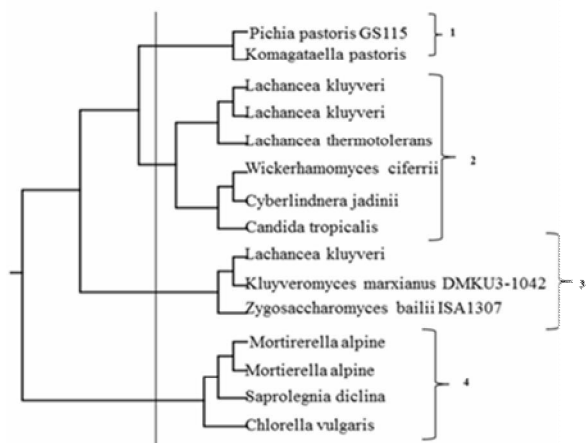 Pichia pastoris GS115
Komagataella pastoris
1
Lachancea kluyveri
Lachancea kluyveri
Lachancea thermotolerans
Wickerhamomyces ciferrii
Cyberlindnera jadinii
Candida tropicalis
2
Lachancea kluyveri
Kluyveromyces marxianus DMKU3-1042
Zygosaccharomyces bailii ISA1307
3
Mortirerella alpine
Mortierella alpine
Saprolegnia diclina
Chlorella vulgaris
4